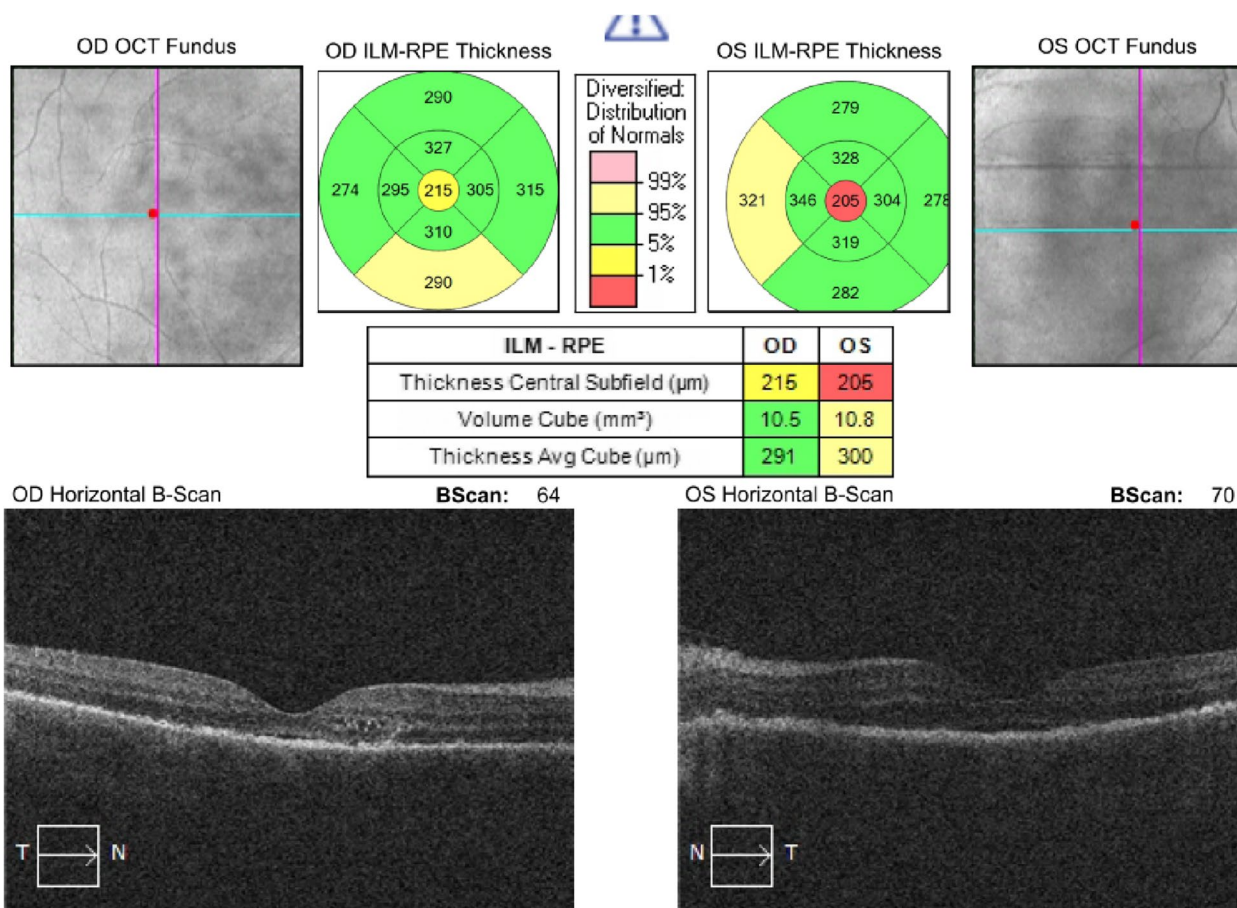 OD OCT Fundus
OD ILM-RPE Thickness
OS ILM-RPE Thickness
OS OCT Fundus
290
327
274 295 215 305 315
310
290
Diversified:
Distribution
of Normals
99%
95%
5%
1%
279
328
321 346 205 304 278
319
282
ILM - RPE OD OS
Thickness Central Subfield (µm) 215 205
Volume Cube (mm³) 10.5 10.8
Thickness Avg Cube (µm) 291 300
OD Horizontal B-Scan BScan: 64
OS Horizontal B-Scan BScan: 70
T N
N T